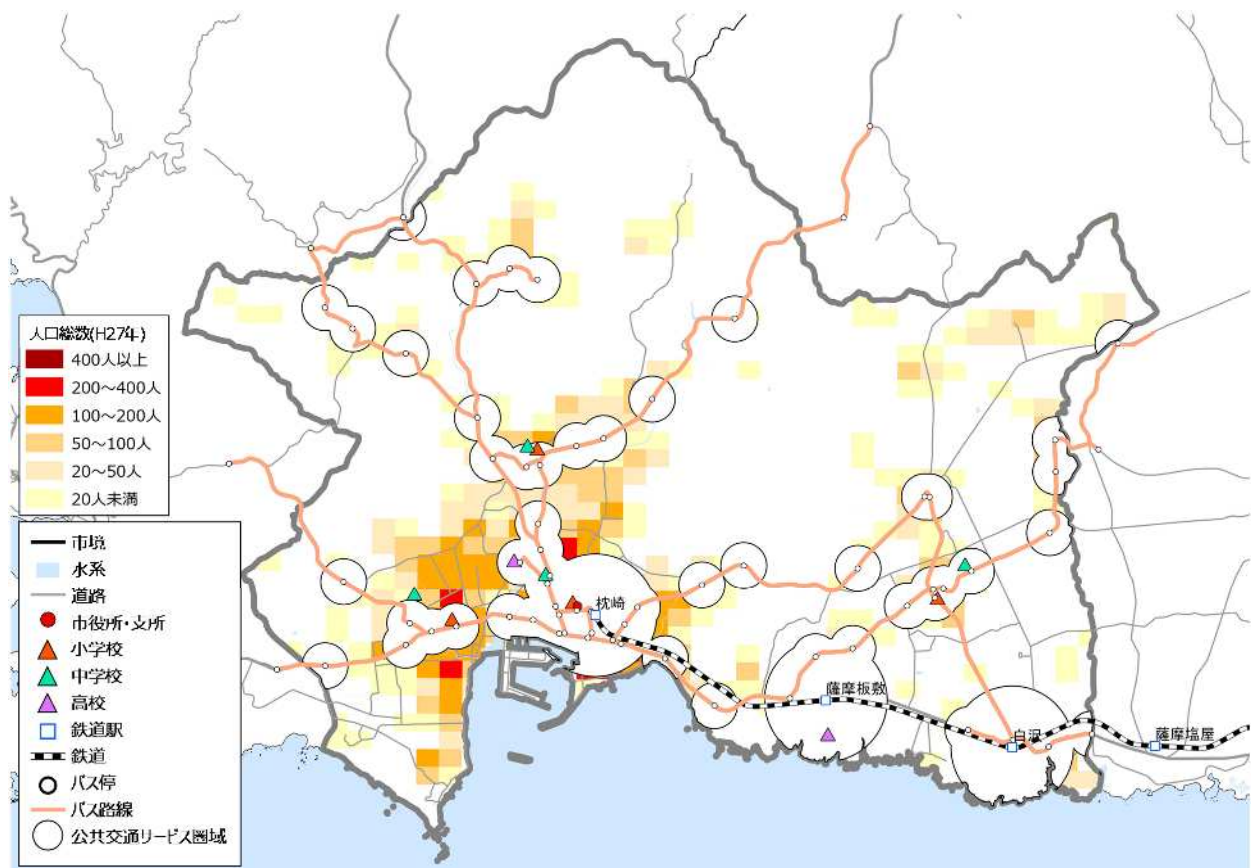 人口総数(H27年)
400人以上
200～400人
100～200人
50～100人
20～50人
20人未満
市境
水系
道路
市役所・支所
小学校
中学校
高校
鉄道駅
鉄道
バス停
バス路線
公共交通サービス圏域
枕崎
薩摩板敷
白沢
薩摩塩屋